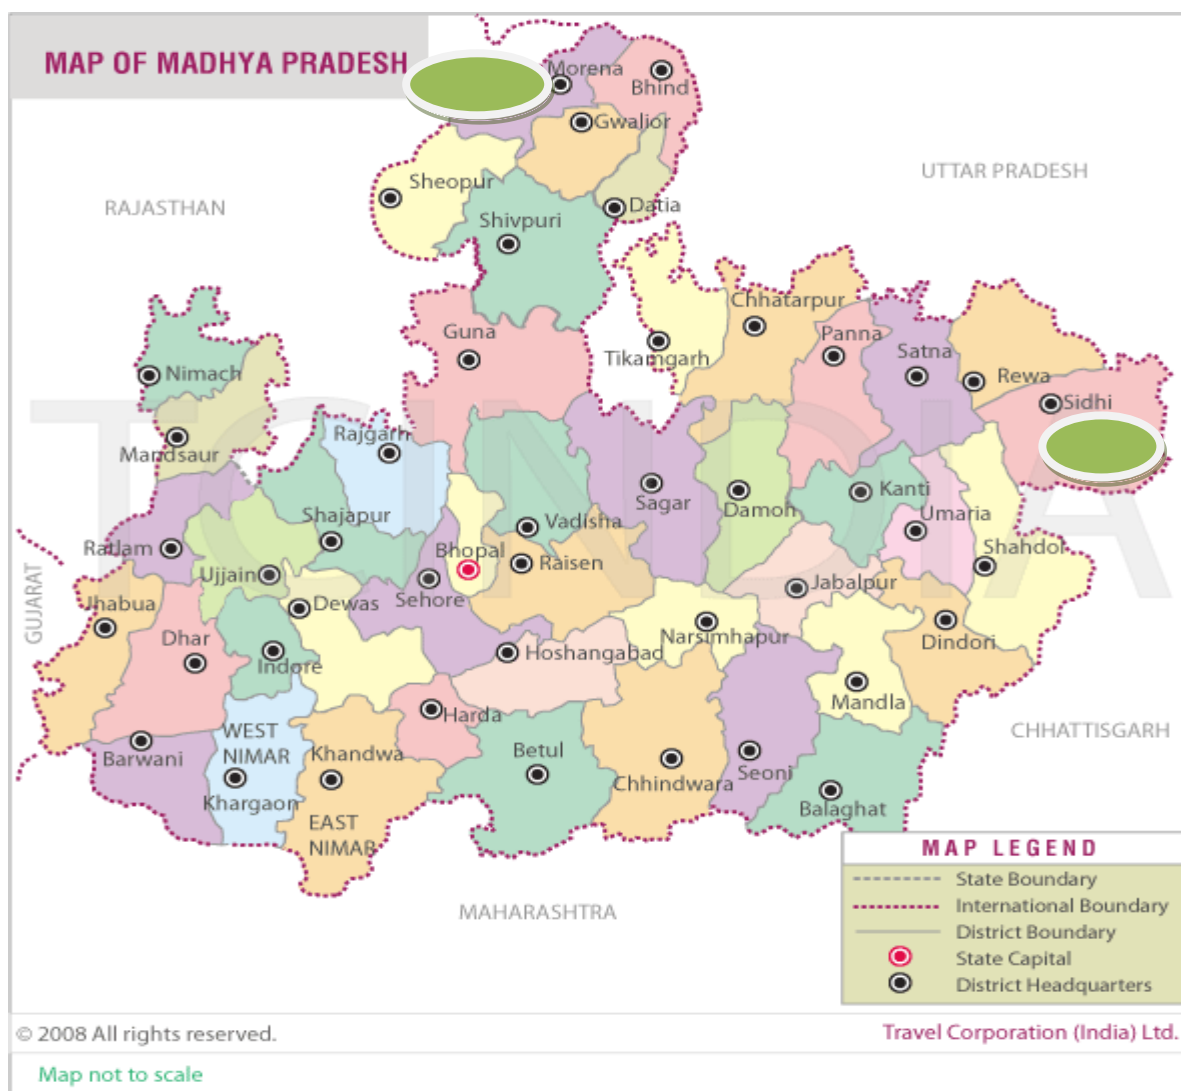 MAP OF MADHYA PRADESH
Morena
Bhind
Gwalior
UTTAR PRADESH
Sheopur
RAJASTHAN
Datia
Shivpuri
Chhatarpur
Guna
Panna
Tikamgarh
Satna
Nimach
Rewa
Sidhi
Rajgarh
Mandsaur
Kanti
Sagar
Damoh
Umaria
Shajapur
Vadisha
Ratlam
Bhopal
Shahdol
Raisen
Ujjain
Jabalpur
GUJARAT
Jhabua
Dewas
Sehore
Narsimhapur
Dhar
Dindori
Hoshangabad
Indore
Mandla
Harda
WEST
NIMAR
CHHATTISGARH
Barwani
Khandwa
Betul
Seoni
Chhindwara
Khargaon
Balaghat
EAST
NIMAR
MAHARASHTRA
MAP LEGEND
State Boundary
International Boundary
District Boundary
State Capital
District Headquarters
TCINDIA
© 2008 All rights reserved.
Travel Corporation (India) Ltd.
Map not to scale